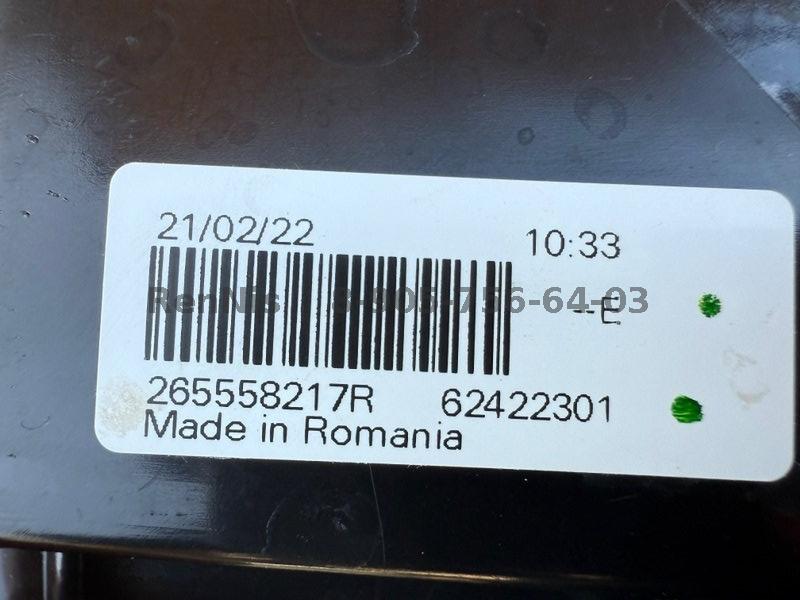 21/02/22 10:33
RenNis 8-905-756-64-03
--E
265558217R 62422301
Made in Romania